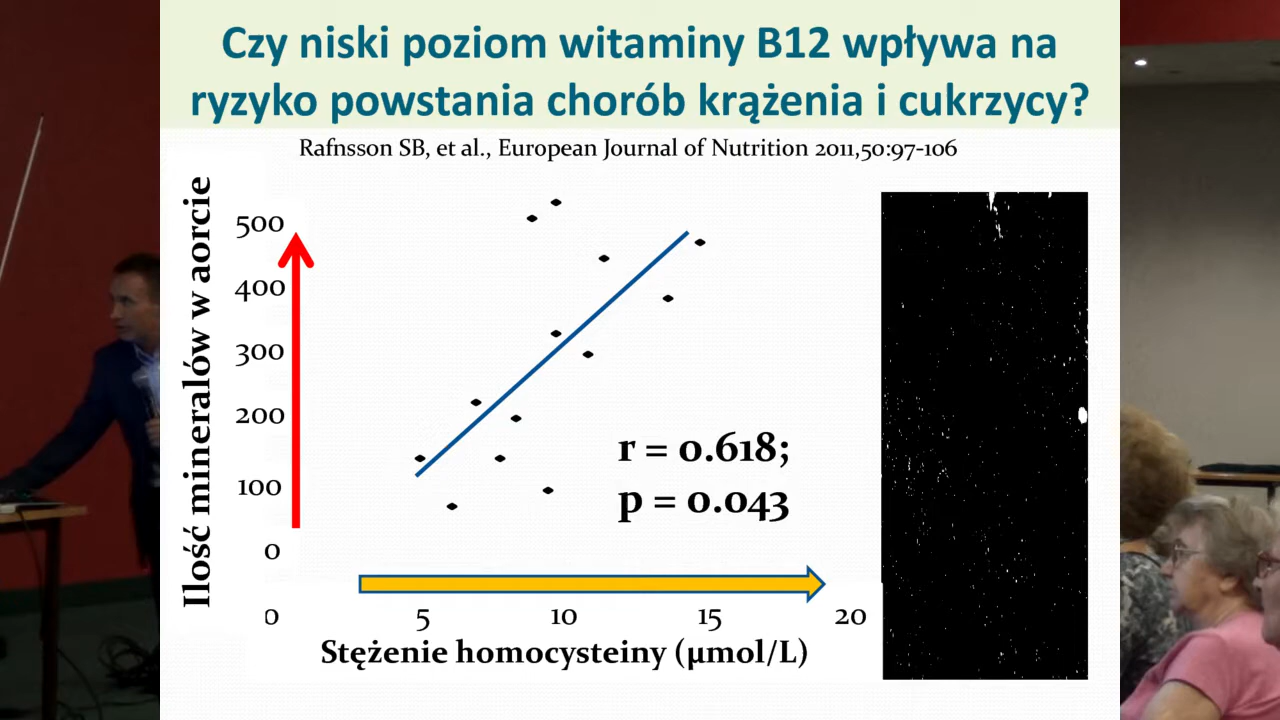 Czy niski poziom witaminy B12 wpływa na
ryzyko powstania chorób krążenia i cukrzycy?
Rafnsson SB, et al., European Journal of Nutrition 2011,50:97-106
Ilość minerałów w aorcie
500
400
300
200
100
0
r = 0.618;
p = 0.043
0 5 10 15 20
Stężenie homocysteiny (µmol/L)